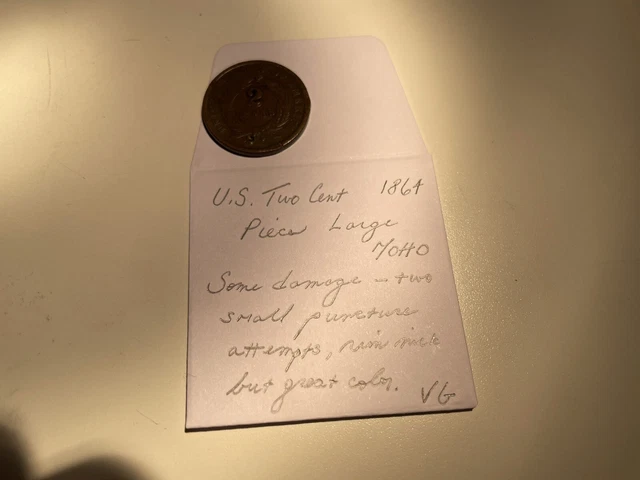 U.S. Two Cent 1864
Piece Large
MOTTO
Some damage - two
small puncture
attempts, rim nick
but great color.
VG